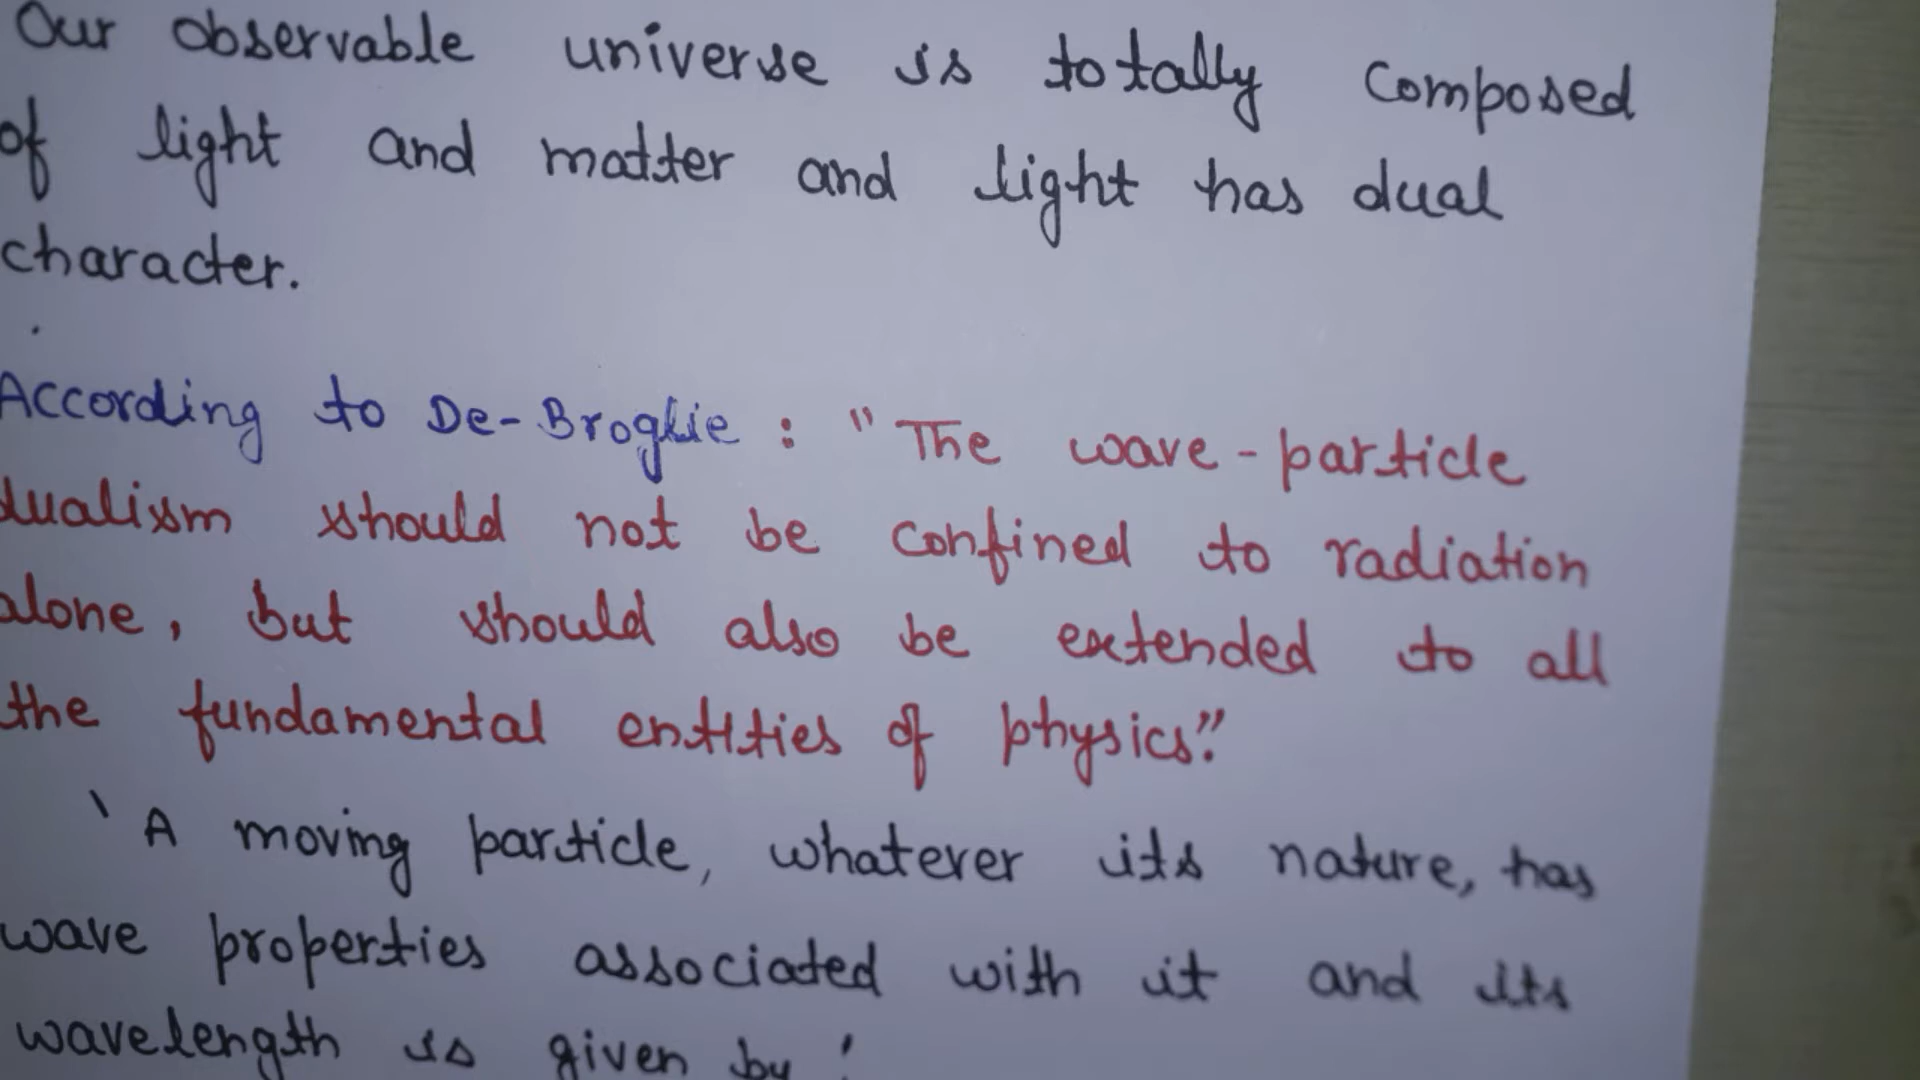 Our observable universe is totally composed
of light and matter and light has dual
character.
According to De-Broglie : "The wave-particle
dualism should not be confined to radiation
alone, but should also be extended to all
the fundamental entities of physics."
'A moving particle, whatever its nature, has
wave properties associated with it and its
wavelength is given by '